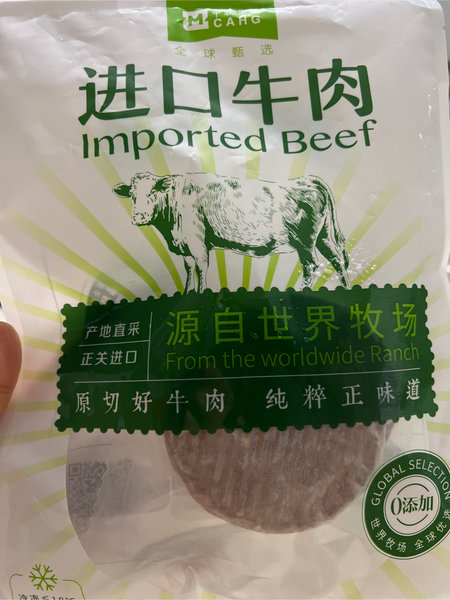 CAHG
全球甄选
进口牛肉
Imported Beef
产地直采
正关进口
源自世界牧场
From the worldwide Ranch
原切好牛肉 纯粹正味道
GLOBAL SELECTION
0添加
世界牧场 全球优选